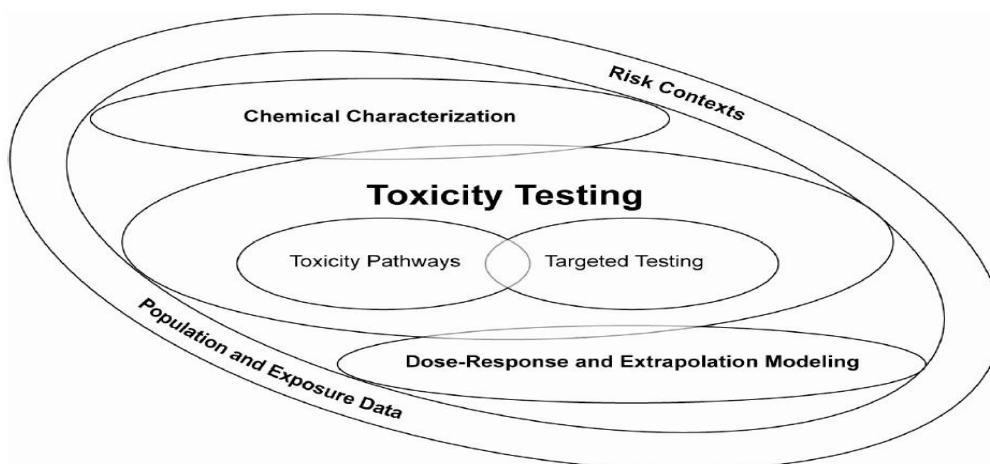 Risk Contexts
Chemical Characterization
Toxicity Testing
Toxicity Pathways
Targeted Testing
Population and Exposure Data
Dose-Response and Extrapolation Modeling